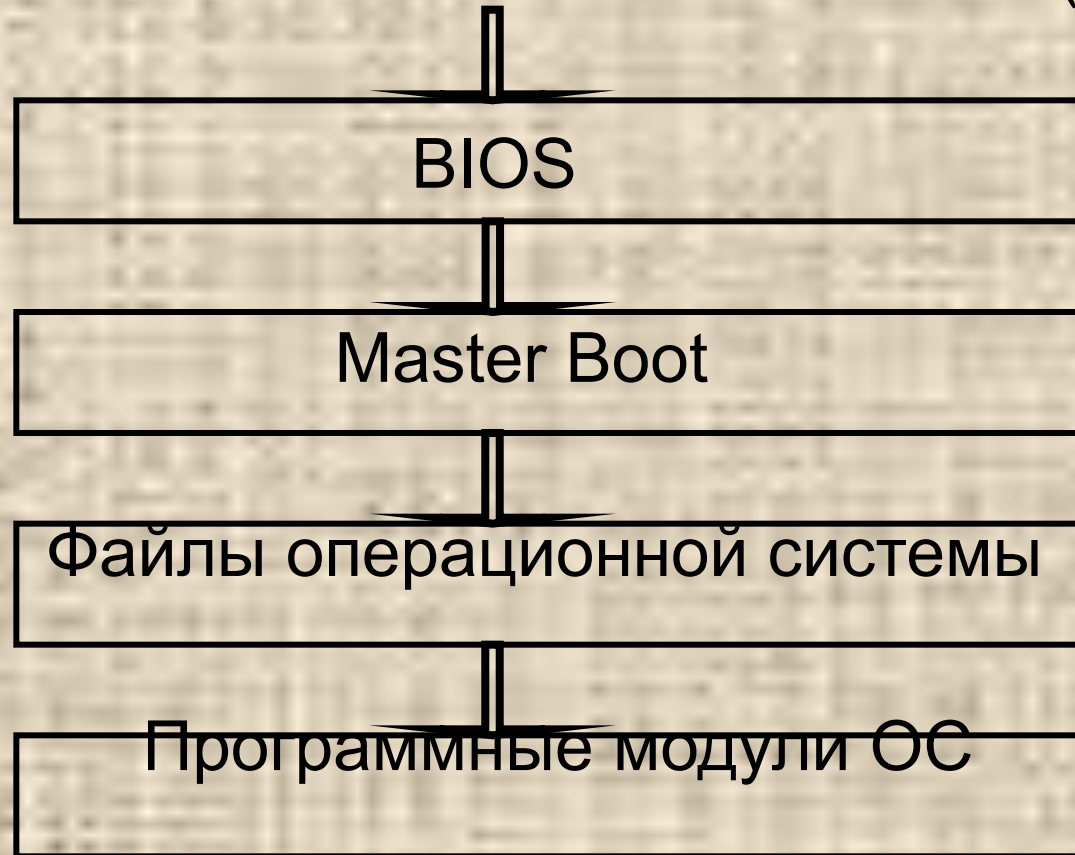 BIOS
Master Boot
Файлы операционной системы
Программные модули ОС